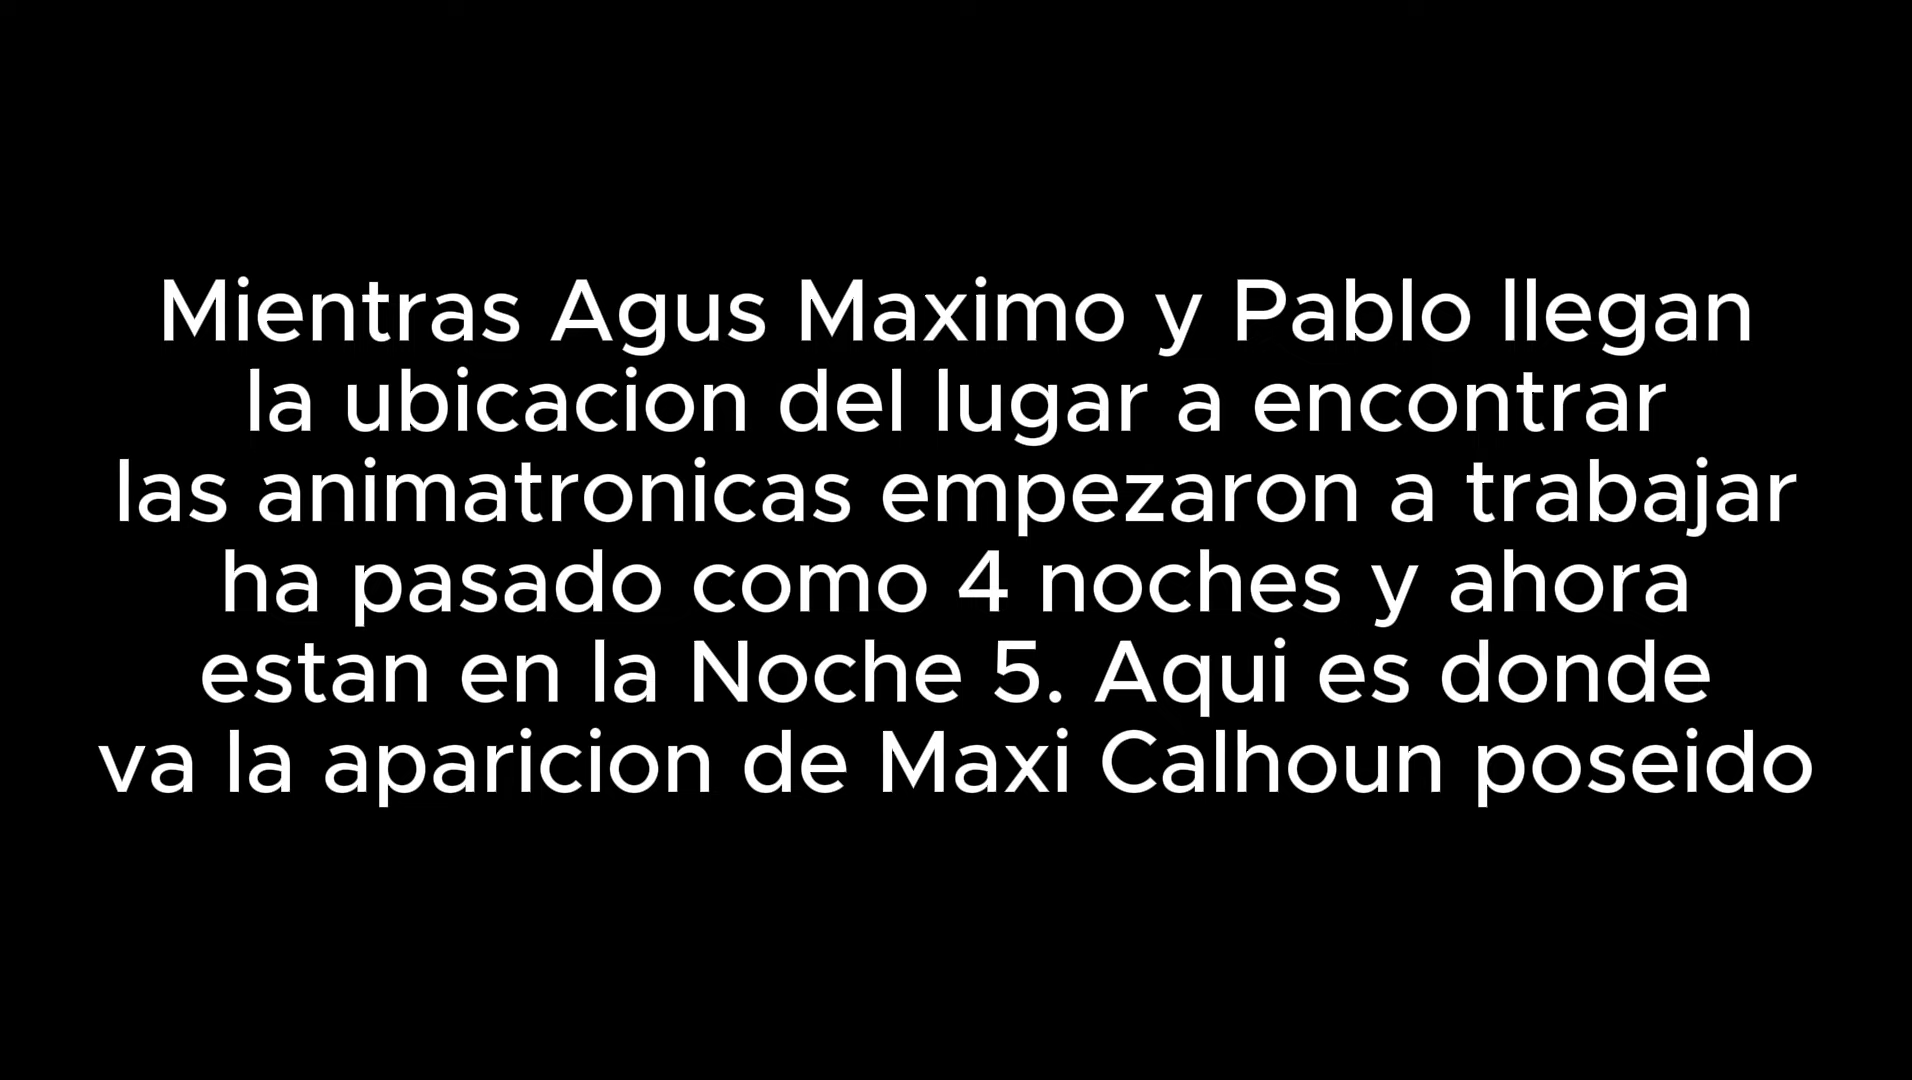 Mientras Agus Maximo y Pablo llegan
la ubicacion del lugar a encontrar
las animatronicas empezaron a trabajar
ha pasado como 4 noches y ahora
estan en la Noche 5. Aqui es donde
va la aparicion de Maxi Calhoun poseido